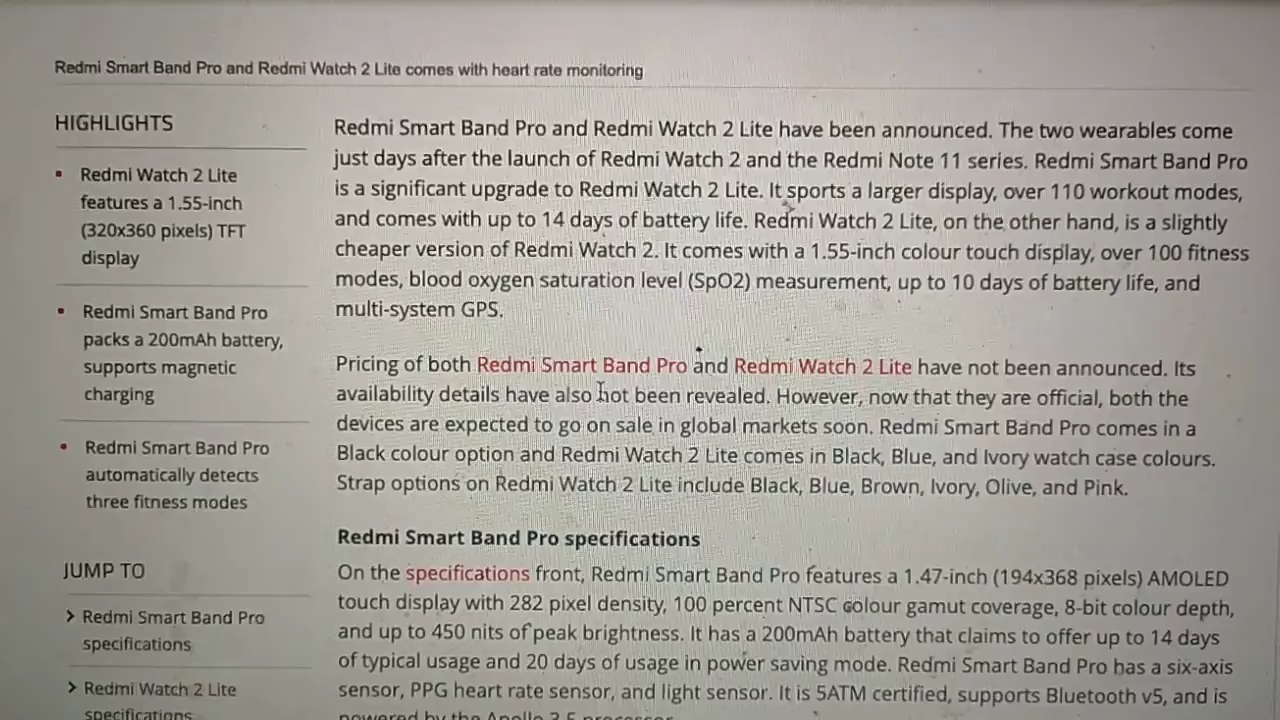 Redmi Smart Band Pro and Redmi Watch 2 Lite comes with heart rate monitoring
HIGHLIGHTS
Redmi Watch 2 Lite
features a 1.55-inch
(320x360 pixels) TFT
display
Redmi Smart Band Pro
packs a 200mAh battery,
supports magnetic
charging
Redmi Smart Band Pro
automatically detects
three fitness modes
JUMP TO
Redmi Smart Band Pro
specifications
Redmi Watch 2 Lite
specifications
Redmi Smart Band Pro and Redmi Watch 2 Lite have been announced. The two wearables come
just days after the launch of Redmi Watch 2 and the Redmi Note 11 series. Redmi Smart Band Pro
is a significant upgrade to Redmi Watch 2 Lite. It sports a larger display, over 110 workout modes,
and comes with up to 14 days of battery life. Redmi Watch 2 Lite, on the other hand, is a slightly
cheaper version of Redmi Watch 2. It comes with a 1.55-inch colour touch display, over 100 fitness
modes, blood oxygen saturation level (SpO2) measurement, up to 10 days of battery life, and
multi-system GPS.
Pricing of both Redmi Smart Band Pro and Redmi Watch 2 Lite have not been announced. Its
availability details have also not been revealed. However, now that they are official, both the
devices are expected to go on sale in global markets soon. Redmi Smart Band Pro comes in a
Black colour option and Redmi Watch 2 Lite comes in Black, Blue, and Ivory watch case colours.
Strap options on Redmi Watch 2 Lite include Black, Blue, Brown, Ivory, Olive, and Pink.
Redmi Smart Band Pro specifications
On the specifications front, Redmi Smart Band Pro features a 1.47-inch (194x368 pixels) AMOLED
touch display with 282 pixel density, 100 percent NTSC colour gamut coverage, 8-bit colour depth,
and up to 450 nits of peak brightness. It has a 200mAh battery that claims to offer up to 14 days
of typical usage and 20 days of usage in power saving mode. Redmi Smart Band Pro has a six-axis
sensor, PPG heart rate sensor, and light sensor. It is 5ATM certified, supports Bluetooth v5, and is
powered by the Apollo 3.5 processor.